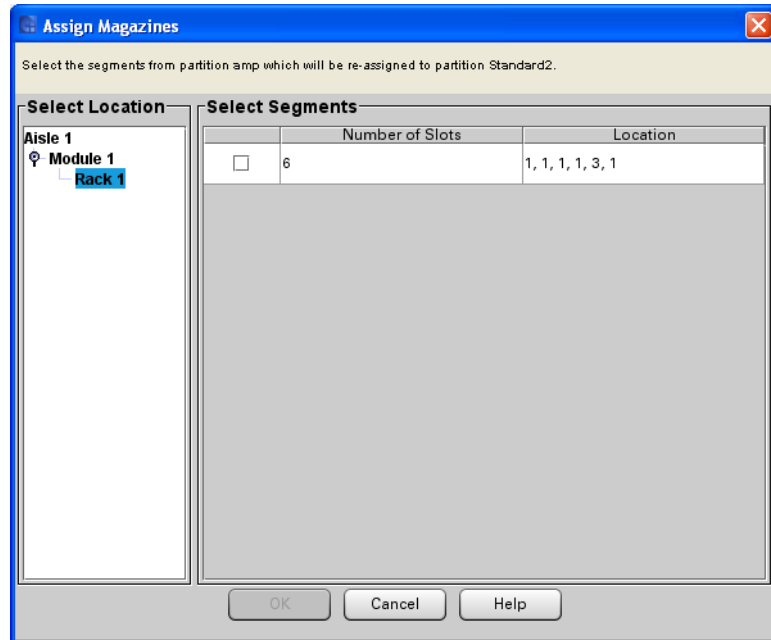 Assign Magazines
Select the segments from partition amp which will be re-assigned to partition Standard2.
Select Location
Aisle 1
Module 1
Rack 1
Select Segments
Number of Slots Location
6 1, 1, 1, 1, 3, 1
OK Cancel Help